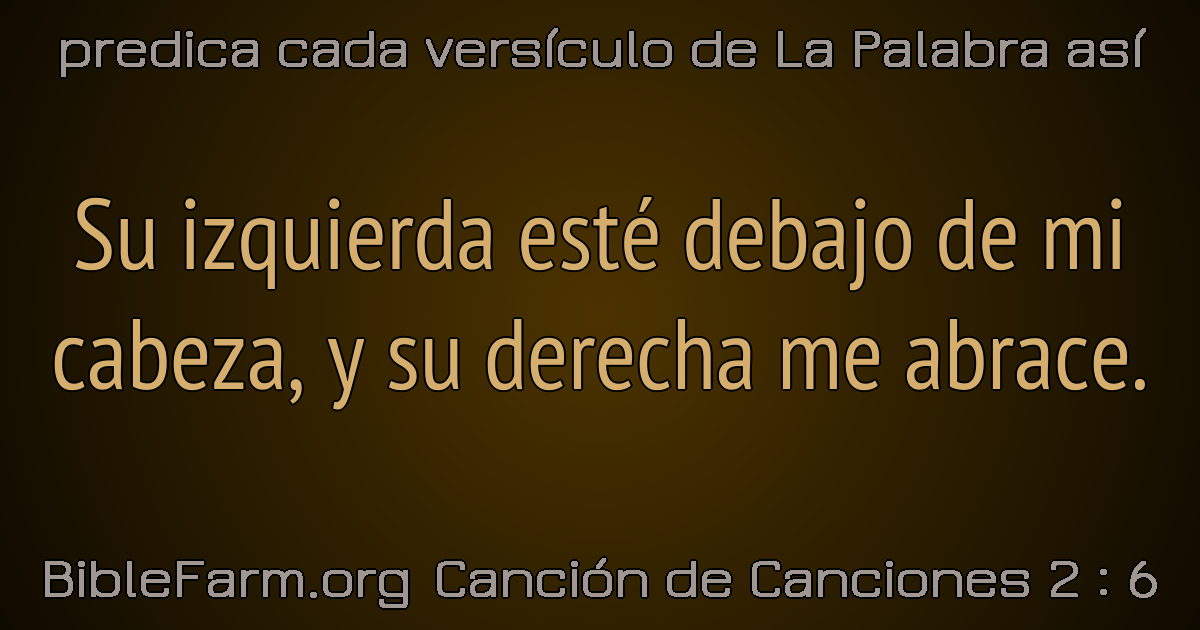 predica cada versículo de La Palabra así
Su izquierda esté debajo de mi
cabeza, y su derecha me abrace.
BibleFarm.org Canción de Canciones 2 : 6